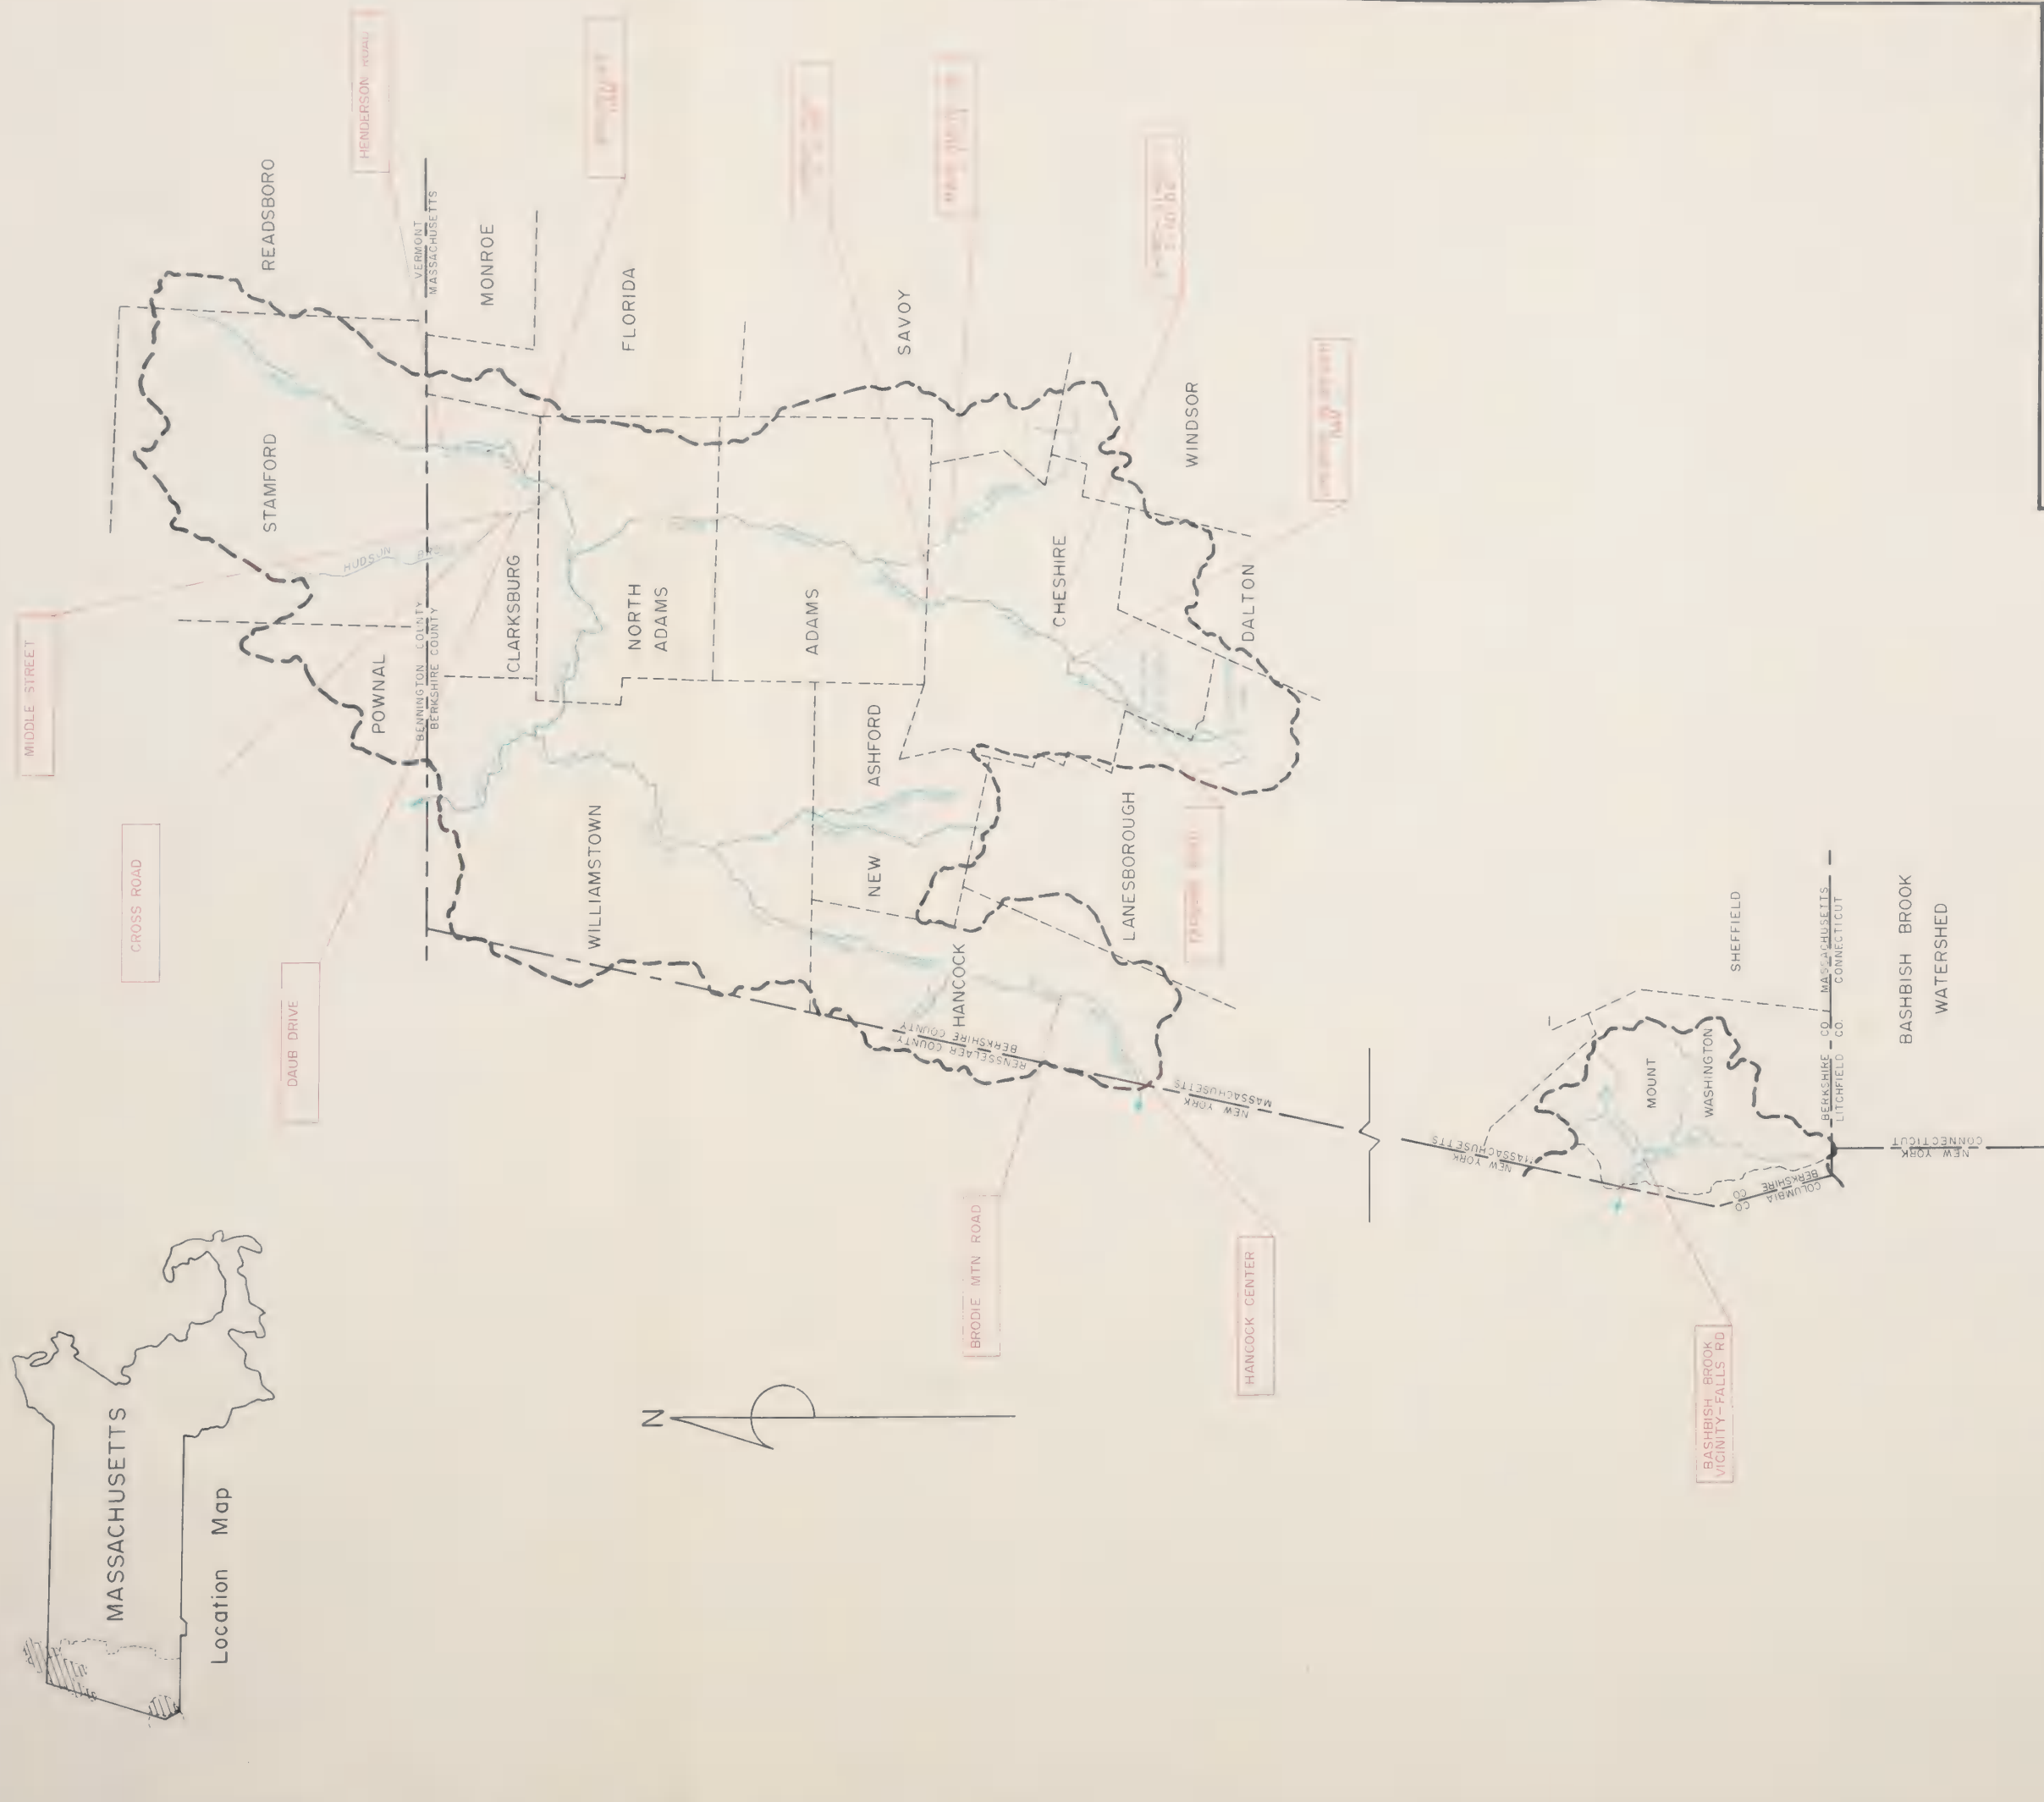 MASSACHUSETTS
Location Map
N
MIDDLE STREET
CROSS ROAD
DAUB DRIVE
HENDERSON ROAD
READSBORO
STAMFORD
POWNAL
HUDSON
VERMONT
MASSACHUSETTS
BENNINGTON COUNTY
BERKSHIRE COUNTY
MONROE
CLARKSBURG
FLORIDA
NORTH
ADAMS
WILLIAMSTOWN
ADAMS
SAVOY
NEW ASHFORD
CHESHIRE
WINDSOR
HANCOCK
LANESBOROUGH
DALTON
BERKSHIRE COUNTY
RENSSELAER COUNTY
MASSACHUSETTS
NEW YORK
BRODIE MTN ROAD
HANCOCK CENTER
MASSACHUSETTS
NEW YORK
MOUNT
WASHINGTON
SHEFFIELD
BERKSHIRE CO. MASSACHUSETTS
LITCHFIELD CO. CONNECTICUT
COLUMBIA CO
BERKSHIRE CO
CONNECTICUT
NEW YORK
BASHBISH BROOK
VICINITY-FALLS RD
BASHBISH BROOK
WATERSHED